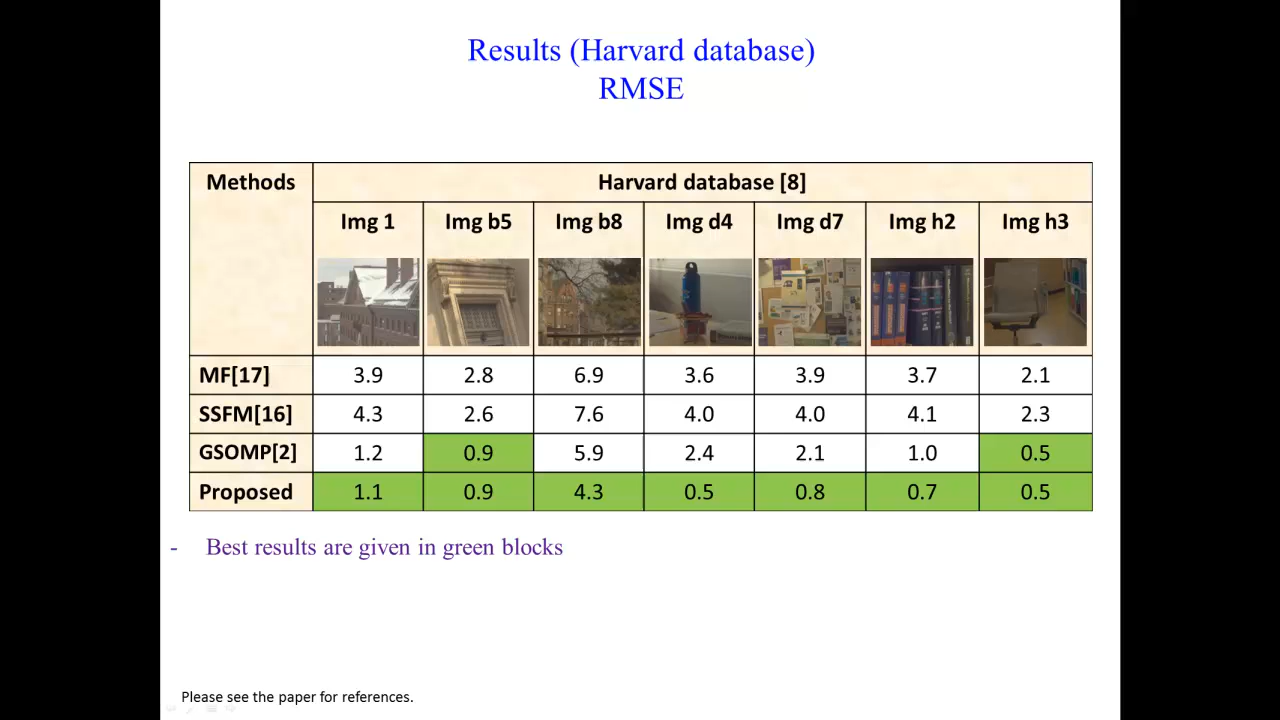 Results (Harvard database)
RMSE
Methods Harvard database [8]
Img 1 Img b5 Img b8 Img d4 Img d7 Img h2 Img h3
MF[17] 3.9 2.8 6.9 3.6 3.9 3.7 2.1
SSFM[16] 4.3 2.6 7.6 4.0 4.0 4.1 2.3
GSOMP[2] 1.2 0.9 5.9 2.4 2.1 1.0 0.5
Proposed 1.1 0.9 4.3 0.5 0.8 0.7 0.5
- Best results are given in green blocks
Please see the paper for references.